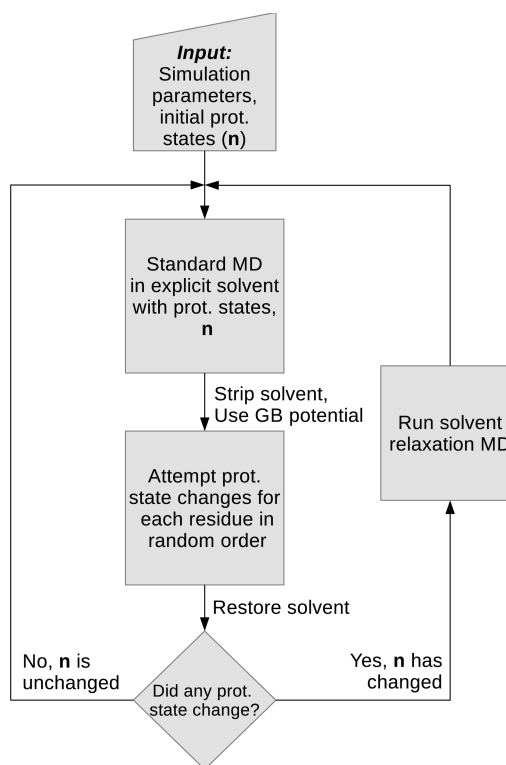 Input:
Simulation
parameters,
initial prot.
states (n)
Standard MD
in explicit solvent
with prot. states,
n
Strip solvent,
Use GB potential
Run solvent
relaxation MD
Attempt prot.
state changes for
each residue in
random order
Restore solvent
No, n is
unchanged
Yes, n has
changed
Did any prot.
state change?